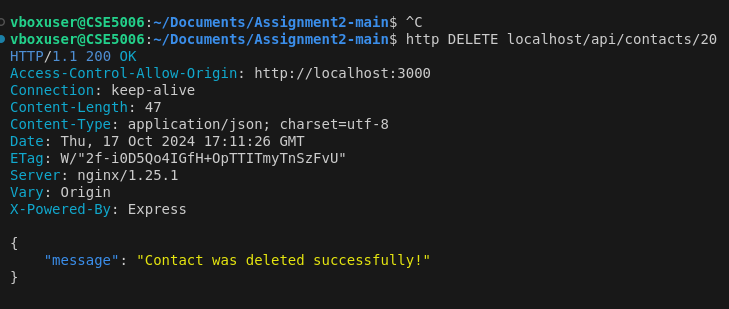 vboxuser@CSE5006:~/Documents/Assignment2-main$ ^C
vboxuser@CSE5006:~/Documents/Assignment2-main$ http DELETE localhost/api/contacts/20
HTTP/1.1 200 OK
Access-Control-Allow-Origin: http://localhost:3000
Connection: keep-alive
Content-Length: 47
Content-Type: application/json; charset=utf-8
Date: Thu, 17 Oct 2024 17:11:26 GMT
ETag: W/"2f-i0D5Qo4IGfH+OpTTITmyTnSzFvU"
Server: nginx/1.25.1
Vary: Origin
X-Powered-By: Express
{
    "message": "Contact was deleted successfully!"
}